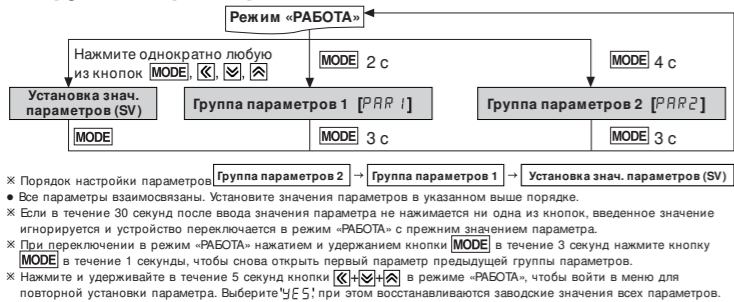 Режим «РАБОТА»
Нажмите однократно любую
из кнопок MODE, «, ⌄, ⌃
MODE 2 с
MODE 4 с
Установка знач.
параметров (SV)
Группа параметров 1 [PAR1]
Группа параметров 2 [PAR2]
MODE
MODE 3 с
MODE 3 с
※ Порядок настройки параметров Группа параметров 2 → Группа параметров 1 → Установка знач. параметров (SV)
● Все параметры взаимосвязаны. Установите значения параметров в указанном выше порядке.
※ Если в течение 30 секунд после ввода значения параметра не нажимается ни одна из кнопок, введенное значение
игнорируется и устройство переключается в режим «РАБОТА» с прежним значением параметра.
※ При переключении в режим «РАБОТА» нажатием и удержанием кнопки MODE в течение 3 секунд нажмите кнопку
MODE в течение 1 секунды, чтобы снова открыть первый параметр предыдущей группы параметров.
※ Нажмите и удерживайте в течение 5 секунд кнопки «+⌄+⌃ в режиме «РАБОТА», чтобы войти в меню для
повторной установки параметра. Выберите 'YES', при этом восстанавливаются заводские значения всех параметров.